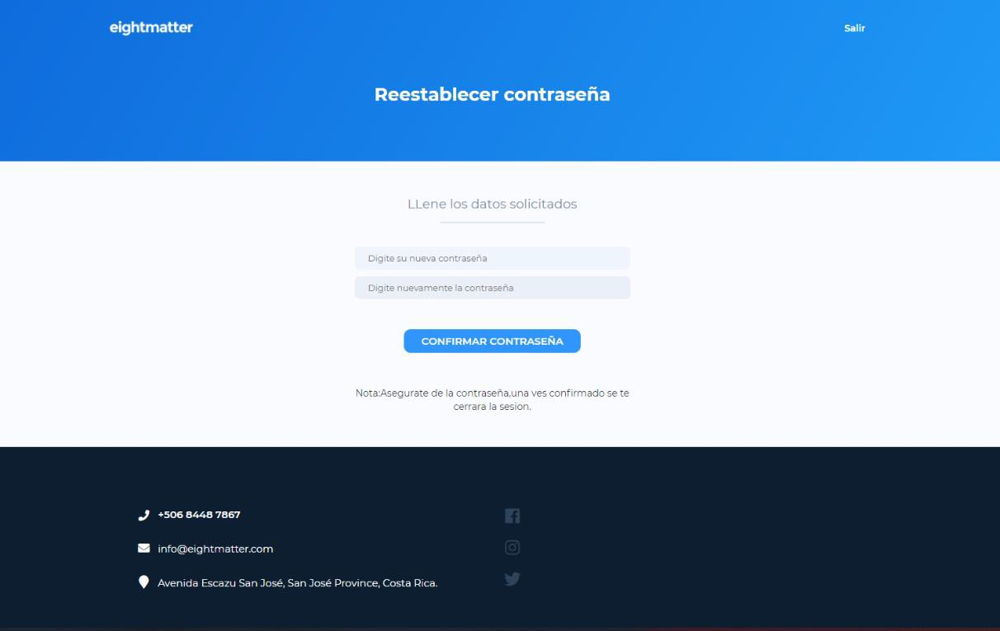 eightmatter
Salir
Reestablecer contraseña
LLene los datos solicitados
Digite su nueva contraseña
Digite nuevamente la contraseña
CONFIRMAR CONTRASEÑA
Nota:Asegurate de la contraseña,una ves confirmado se te
cerrara la sesion.
+506 8448 7867
info@eightmatter.com
Avenida Escazu San José, San José Province, Costa Rica.